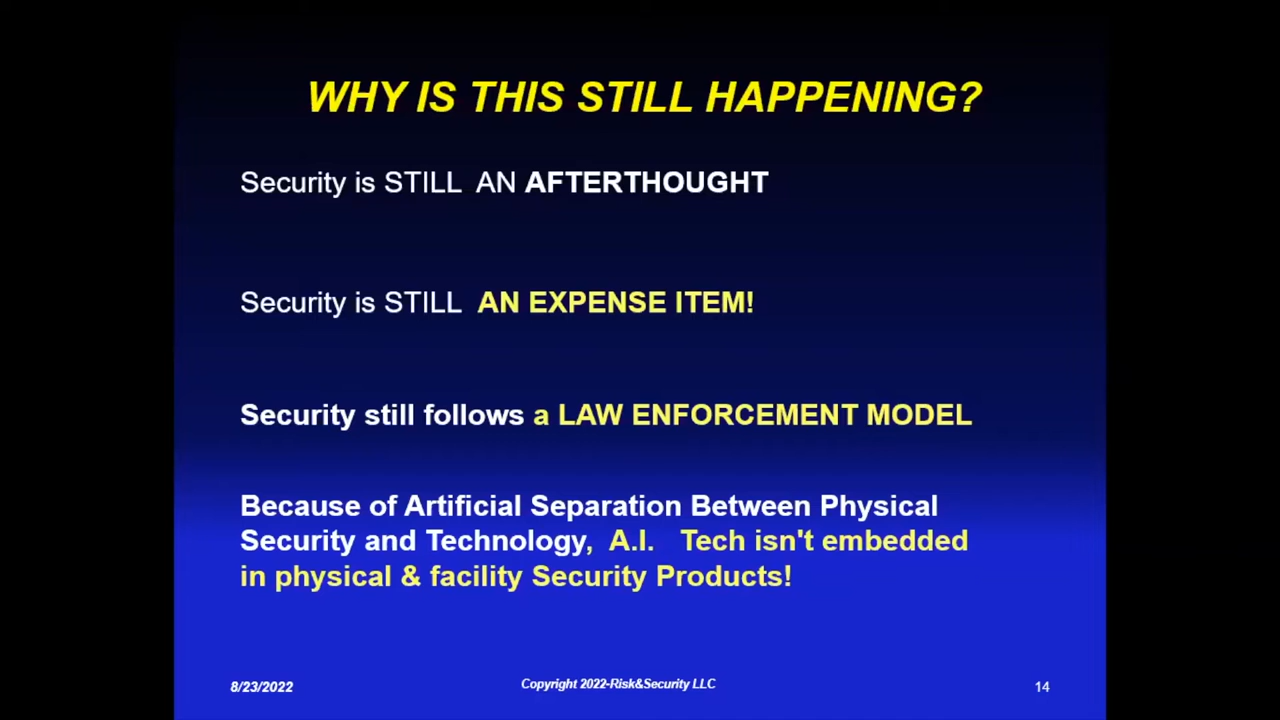 WHY IS THIS STILL HAPPENING?
Security is STILL AN AFTERTHOUGHT
Security is STILL AN EXPENSE ITEM!
Security still follows a LAW ENFORCEMENT MODEL
Because of Artificial Separation Between Physical
Security and Technology, A.I. Tech isn't embedded
in physical & facility Security Products!
8/23/2022
Copyright 2022-Risk&Security LLC
14